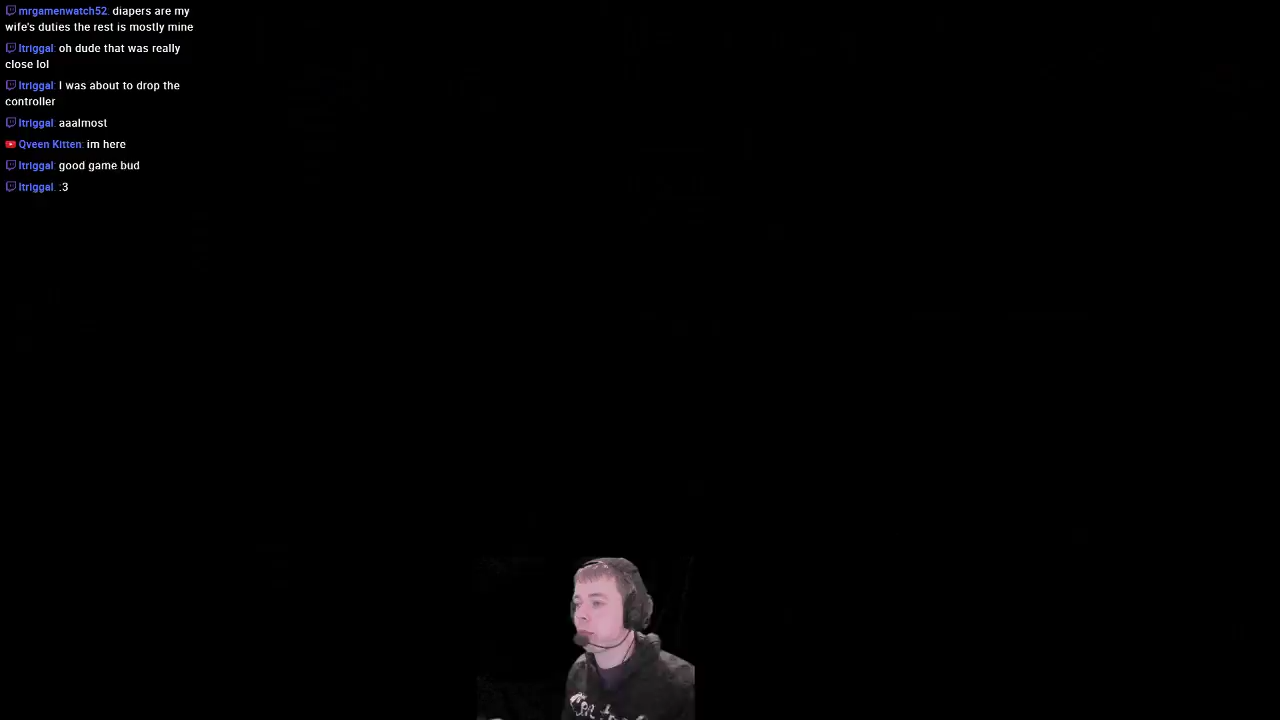 mrgamenwatch52: diapers are my
wife's duties the rest is mostly mine
ltriggal: oh dude that was really
close lol
ltriggal: I was about to drop the
controller
ltriggal: aaalmost
Qveen Kitten: im here
ltriggal: good game bud
ltriggal: :3